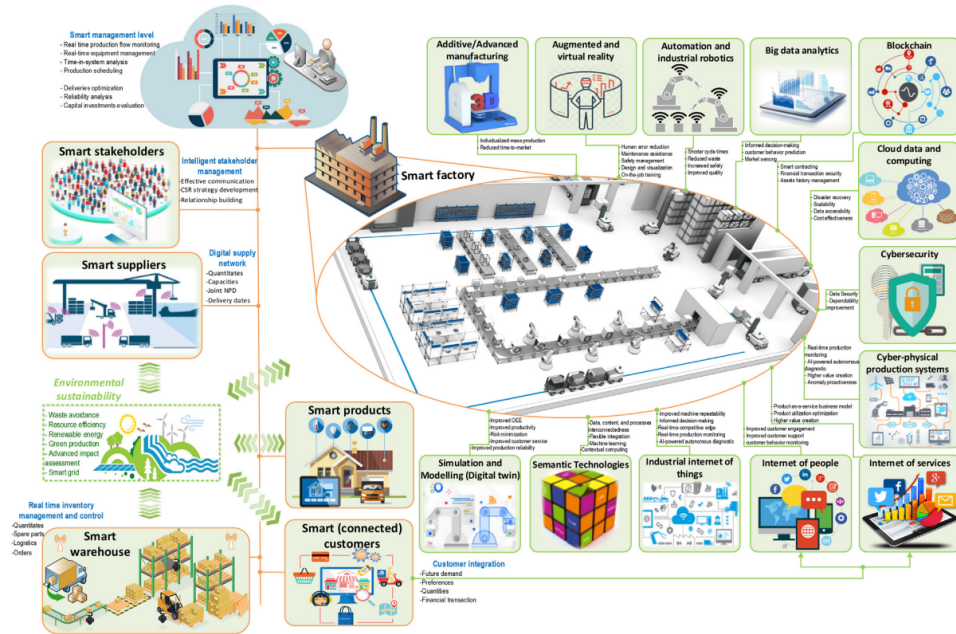 Smart management level
- Real time production flow monitoring
- Real-time equipment management
- Time-in-system analysis
- Production scheduling
- Deliveries optimization
- Reliability analysis
- Capital investments evaluation
Smart stakeholders
Intelligent stakeholder
management
-Effective communication
-CSR strategy development
-Relationship building
Smart suppliers
Digital supply
network
-Quantitates
-Capacities
-Joint NPD
-Delivery dates
Environmental
sustainability
Waste avoidance
Resource efficiency
Renewable energy
Green production
Advanced impact
assessment
Smart grid
Real time inventory
management and control
-Quantitates
-Spare parts
-Logistics
-Orders
Smart
warehouse
Smart factory
Smart products
Smart (connected)
customers
Customer integration
-Future demand
-Preferences
-Quantities
-Financial transaction
Additive/Advanced
manufacturing
3D
-Individualized-mass production
-Reduced time-to-market
Augmented and
virtual reality
-Human error reduction
-Maintenance assistance
-Safety management
-Design and visualization
-On-the-job training
Automation and
industrial robotics
-Shorter cycle times
-Reduced waste
-Increased safety
-Improved quality
Big data analytics
-Informed decision-making
-customer behavior prediction
-Market sensing
Blockchain
-Smart contracting
-Financial transaction security
-Assets history management
Cloud data and
computing
-Disaster recovery
-Scalability
-Data accessibility
-Cost effectiveness
Cybersecurity
- Data Security
- Dependability
improvement
Cyber-physical
production systems
- Real-time production
monitoring
- AI-powered autonomous
diagnostic
- Higher value creation
- Anomaly proactiveness
-Improved OEE
-Improved productivity
-Risk minimization
-Improved customer service
-Improved production reliability
Simulation and
Modelling (Digital twin)
-Data, content, and processes
interconnectedness
-Flexible integration
-Machine learning
-Contextual computing
Semantic Technologies
-Improved machine repeatability
-Informed decision-making
-Real-time competitive edge
-Real-time production monitoring
-AI-powered autonomous diagnostic
Industrial internet of
things
-Improved customer engagement
-Improved customer support
-customer behavior monitoring
Internet of people
-Product-as-a-service business model
-Product utilization optimization
-Higher value creation
Internet of services